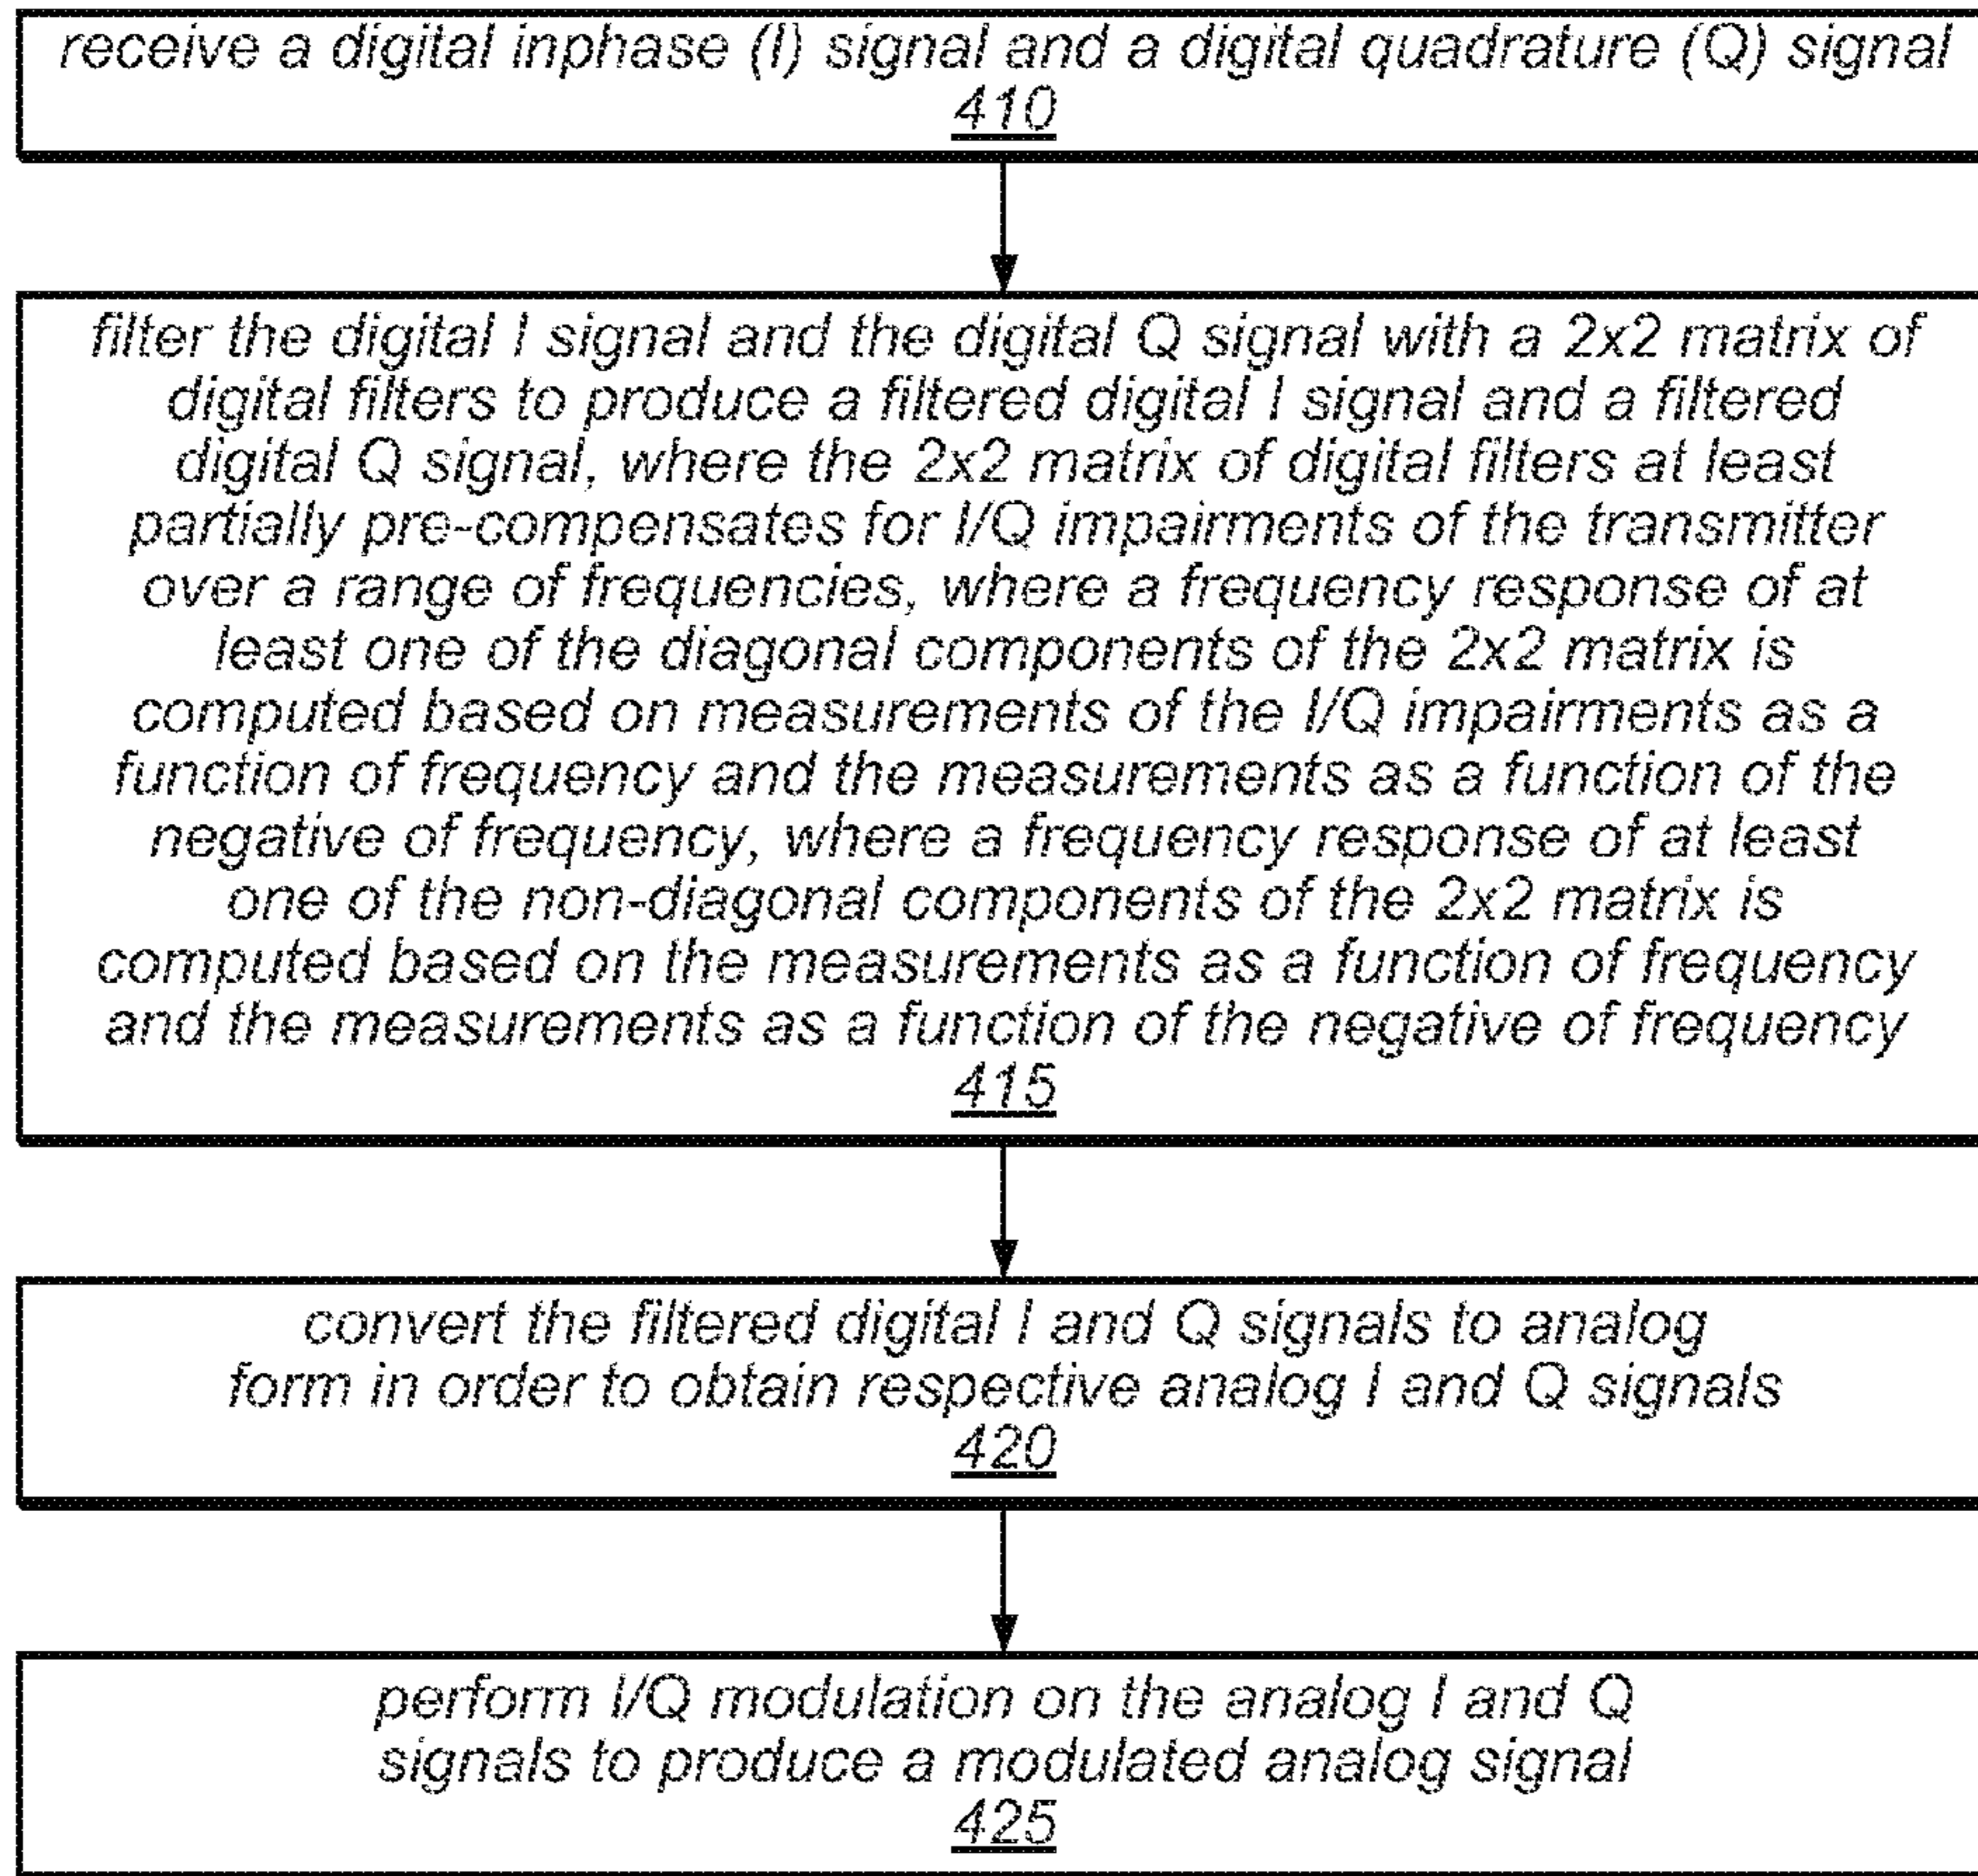 receive a digital inphase (I) signal and a digital quadrature (Q) signal
410
filter the digital I signal and the digital Q signal with a 2x2 matrix of
digital filters to produce a filtered digital I signal and a filtered
digital Q signal, where the 2x2 matrix of digital filters at least
partially pre-compensates for I/Q impairments of the transmitter
over a range of frequencies, where a frequency response of at
least one of the diagonal components of the 2x2 matrix is
computed based on measurements of the I/Q impairments as a
function of frequency and the measurements as a function of the
negative of frequency, where a frequency response of at least
one of the non-diagonal components of the 2x2 matrix is
computed based on the measurements as a function of frequency
and the measurements as a function of the negative of frequency
415
convert the filtered digital I and Q signals to analog
form in order to obtain respective analog I and Q signals
420
perform I/Q modulation on the analog I and Q
signals to produce a modulated analog signal
425